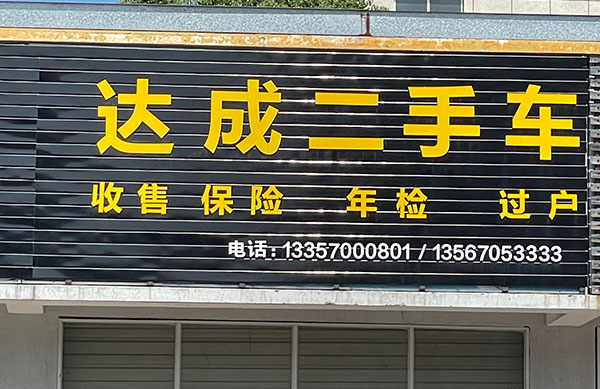 达成二手车
收售 保险 年检 过户
电话:13357000801 / 13567053333